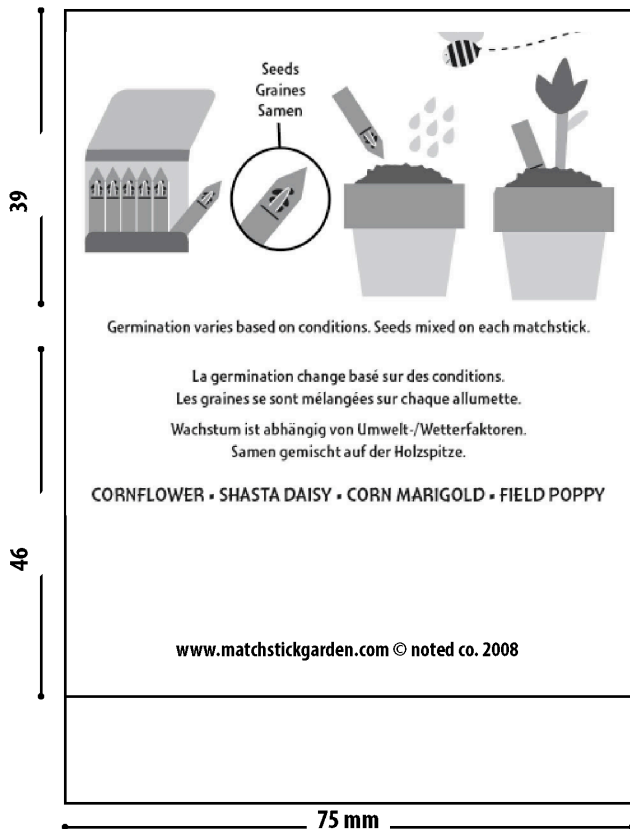 Seeds
Graines
Samen
39
Germination varies based on conditions. Seeds mixed on each matchstick.
La germination change basé sur des conditions.
Les graines se sont mélangées sur chaque allumette.
Wachstum ist abhängig von Umwelt-/Wetterfaktoren.
Samen gemischt auf der Holzspitze.
CORNFLOWER ▪ SHASTA DAISY ▪ CORN MARIGOLD ▪ FIELD POPPY
46
www.matchstickgarden.com © noted co. 2008
75 mm